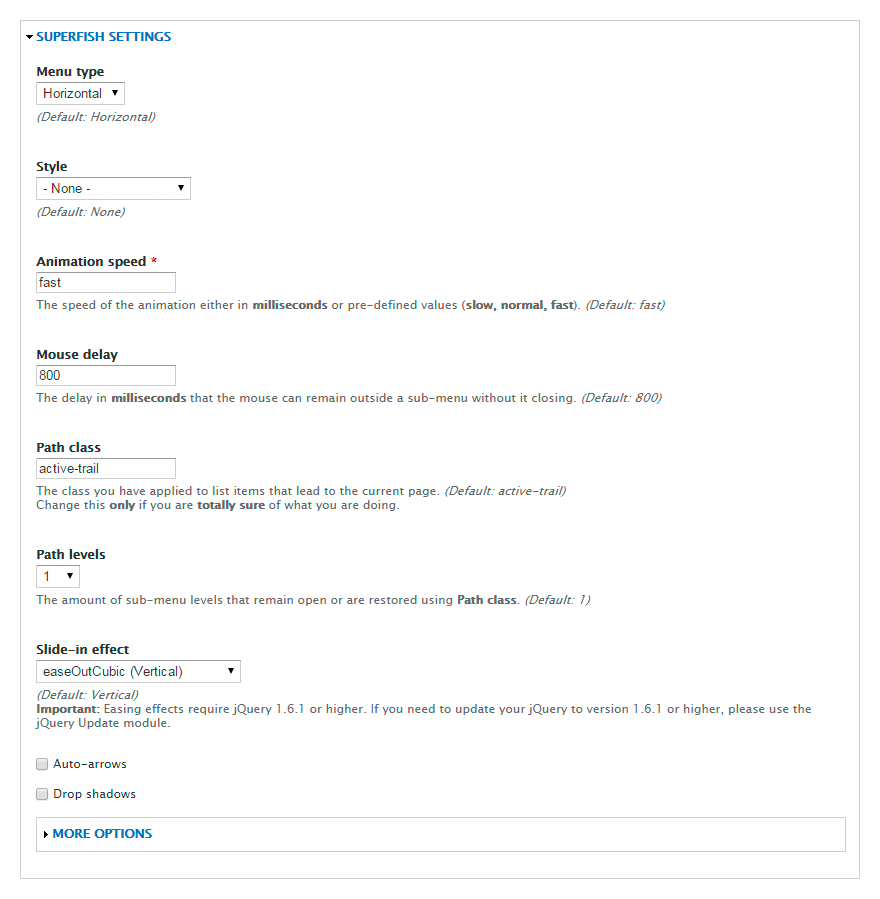 SUPERFISH SETTINGS
Menu type
Horizontal
(Default: Horizontal)
Style
- None -
(Default: None)
Animation speed *
fast
The speed of the animation either in milliseconds or pre-defined values (slow, normal, fast). (Default: fast)
Mouse delay
800
The delay in milliseconds that the mouse can remain outside a sub-menu without it closing. (Default: 800)
Path class
active-trail
The class you have applied to list items that lead to the current page. (Default: active-trail)
Change this only if you are totally sure of what you are doing.
Path levels
1
The amount of sub-menu levels that remain open or are restored using Path class. (Default: 1)
Slide-in effect
easeOutCubic (Vertical)
(Default: Vertical)
Important: Easing effects require jQuery 1.6.1 or higher. If you need to update your jQuery to version 1.6.1 or higher, please use the
jQuery Update module.
Auto-arrows
Drop shadows
MORE OPTIONS